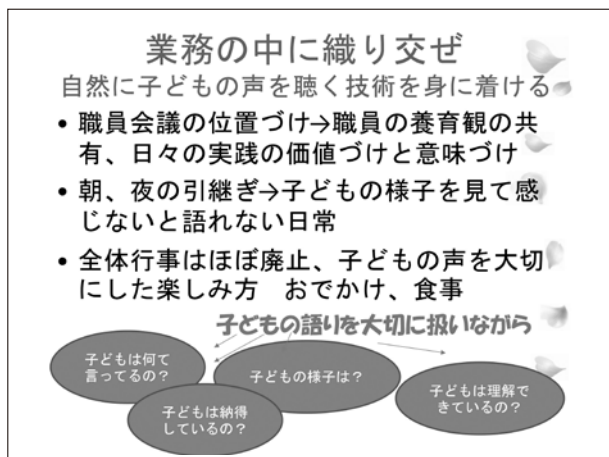 業務の中に織り交ぜ
自然に子どもの声を聴く技術を身に着ける
• 職員会議の位置づけ→職員の養育観の共
有、日々の実践の価値づけと意味づけ
• 朝、夜の引継ぎ→子どもの様子を見て感
じないと語れない日常
• 全体行事はほぼ廃止、子どもの声を大切
にした楽しみ方　おでかけ、食事
子どもの語りを大切に扱いながら
子どもは何て
言ってるの？
子どもの様子は？
子どもは理解で
きているの？
子どもは納得
しているの？